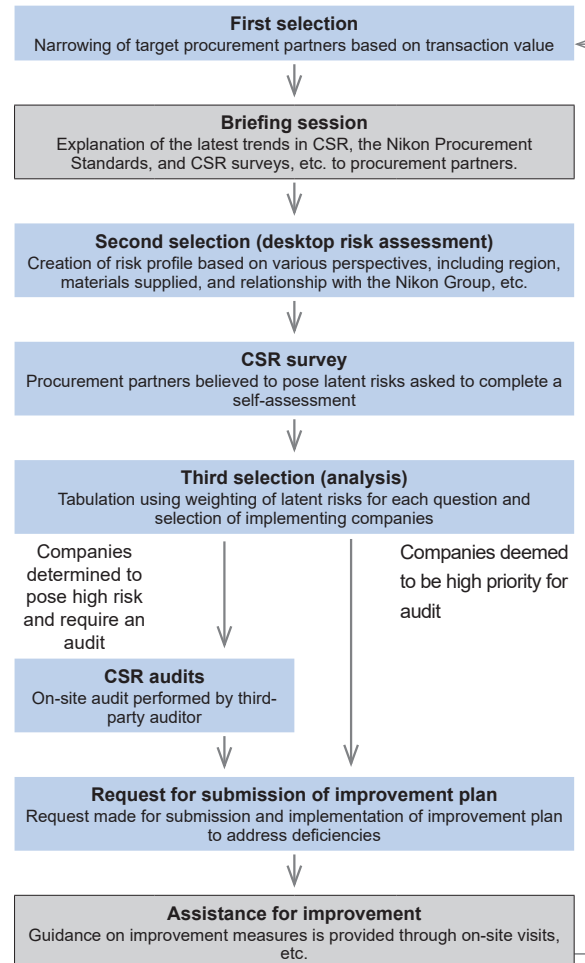 First selection
Narrowing of target procurement partners based on transaction value
Briefing session
Explanation of the latest trends in CSR, the Nikon Procurement
Standards, and CSR surveys, etc. to procurement partners.
Second selection (desktop risk assessment)
Creation of risk profile based on various perspectives, including region,
materials supplied, and relationship with the Nikon Group, etc.
CSR survey
Procurement partners believed to pose latent risks asked to complete a
self-assessment
Third selection (analysis)
Tabulation using weighting of latent risks for each question and
selection of implementing companies
Companies
determined to
pose high risk
and require an
audit
Companies deemed
to be high priority for
audit
CSR audits
On-site audit performed by third-
party auditor
Request for submission of improvement plan
Request made for submission and implementation of improvement plan
to address deficiencies
Assistance for improvement
Guidance on improvement measures is provided through on-site visits,
etc.